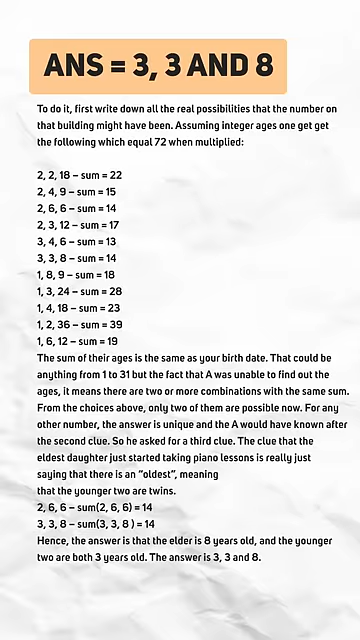 ANS = 3, 3 AND 8
To do it, first write down all the real possibilities that the number on
that building might have been. Assuming integer ages one get get
the following which equal 72 when multiplied:
2, 2, 18 – sum = 22
2, 4, 9 – sum = 15
2, 6, 6 – sum = 14
2, 3, 12 – sum = 17
3, 4, 6 – sum = 13
3, 3, 8 – sum = 14
1, 8, 9 – sum = 18
1, 3, 24 – sum = 28
1, 4, 18 – sum = 23
1, 2, 36 – sum = 39
1, 6, 12 – sum = 19
The sum of their ages is the same as your birth date. That could be
anything from 1 to 31 but the fact that A was unable to find out the
ages, it means there are two or more combinations with the same sum.
From the choices above, only two of them are possible now. For any
other number, the answer is unique and the A would have known after
the second clue. So he asked for a third clue. The clue that the
eldest daughter just started taking piano lessons is really just
saying that there is an “oldest”, meaning
that the younger two are twins.
2, 6, 6 – sum(2, 6, 6) = 14
3, 3, 8 – sum(3, 3, 8 ) = 14
Hence, the answer is that the elder is 8 years old, and the younger
two are both 3 years old. The answer is 3, 3 and 8.